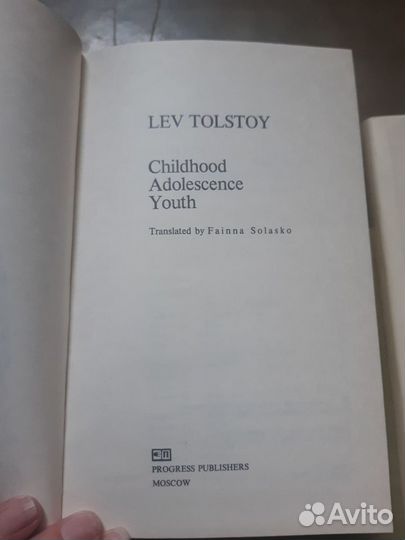 LEV TOLSTOY
Childhood
Adolescence
Youth
Translated by Fainna Solasko
PROGRESS PUBLISHERS
MOSCOW
Avito